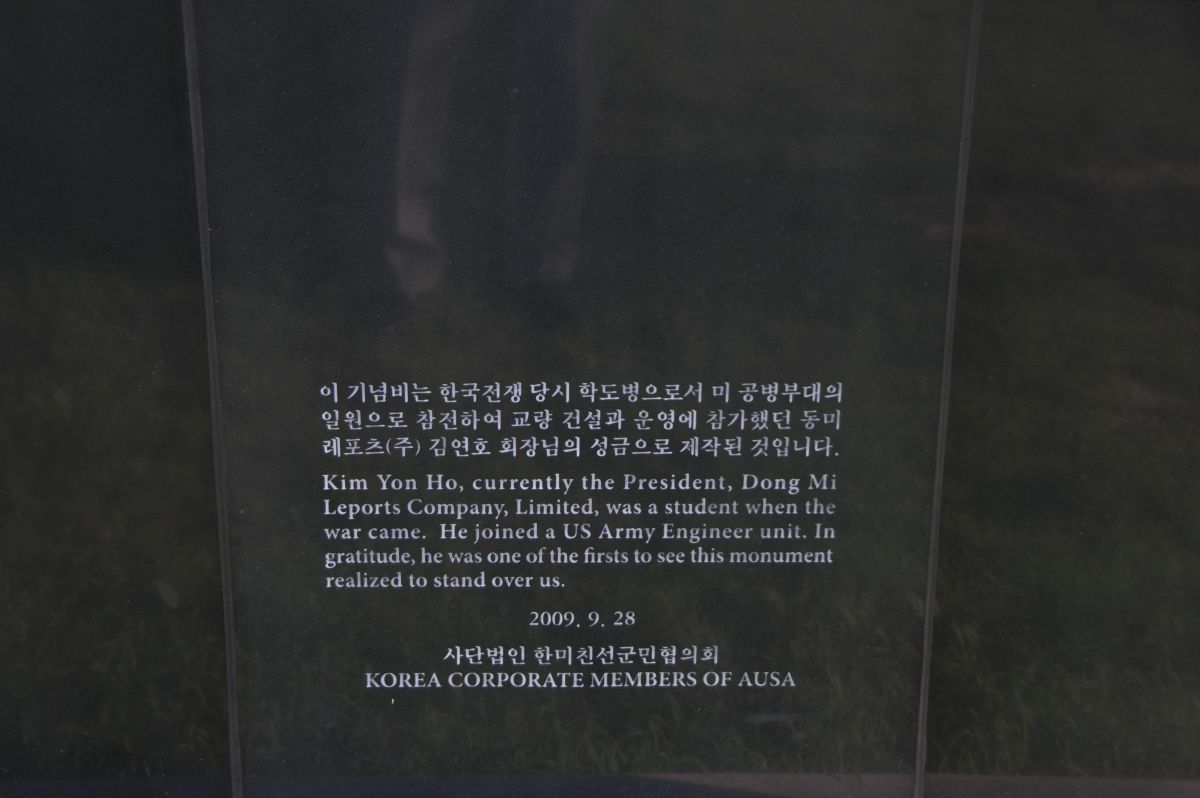 이 기념비는 한국전쟁 당시 학도병으로서 미 공병부대의
일원으로 참전하여 교량 건설과 운영에 참가했던 동미
레포츠(주) 김연호 회장님의 성금으로 제작된 것입니다.
Kim Yon Ho, currently the President, Dong Mi
Leports Company, Limited, was a student when the
war came. He joined a US Army Engineer unit. In
gratitude, he was one of the firsts to see this monument
realized to stand over us.
2009. 9. 28
사단법인 한미친선군민협의회
KOREA CORPORATE MEMBERS OF AUSA